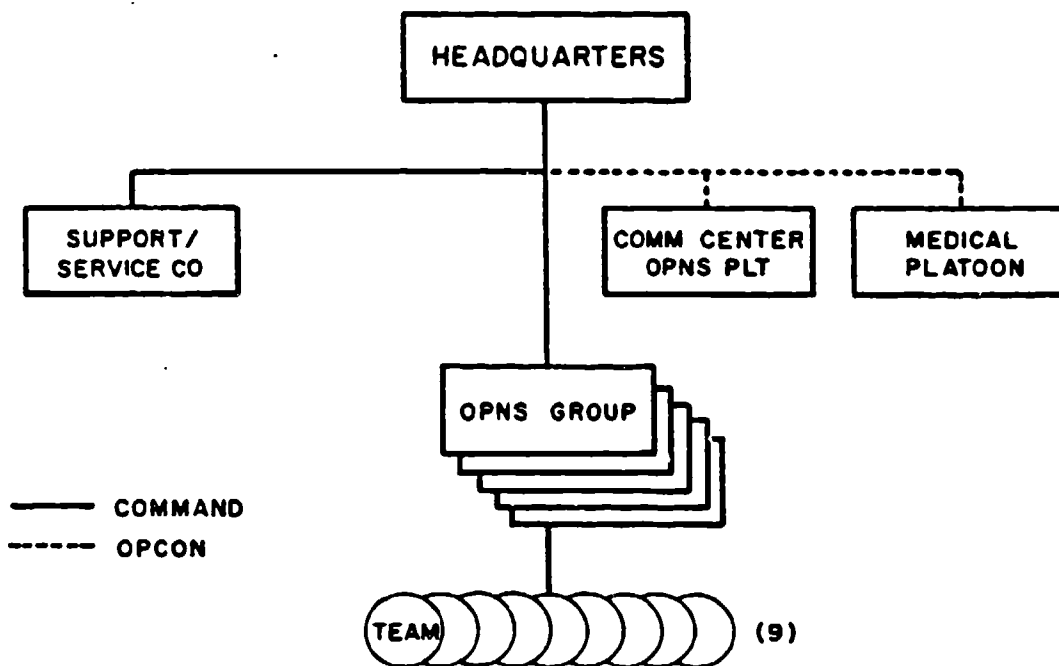 HEADQUARTERS
SUPPORT/
SERVICE CO
COMM CENTER
OPNS PLT
MEDICAL
PLATOON
OPNS GROUP
COMMAND
OPCON
TEAM
(9)